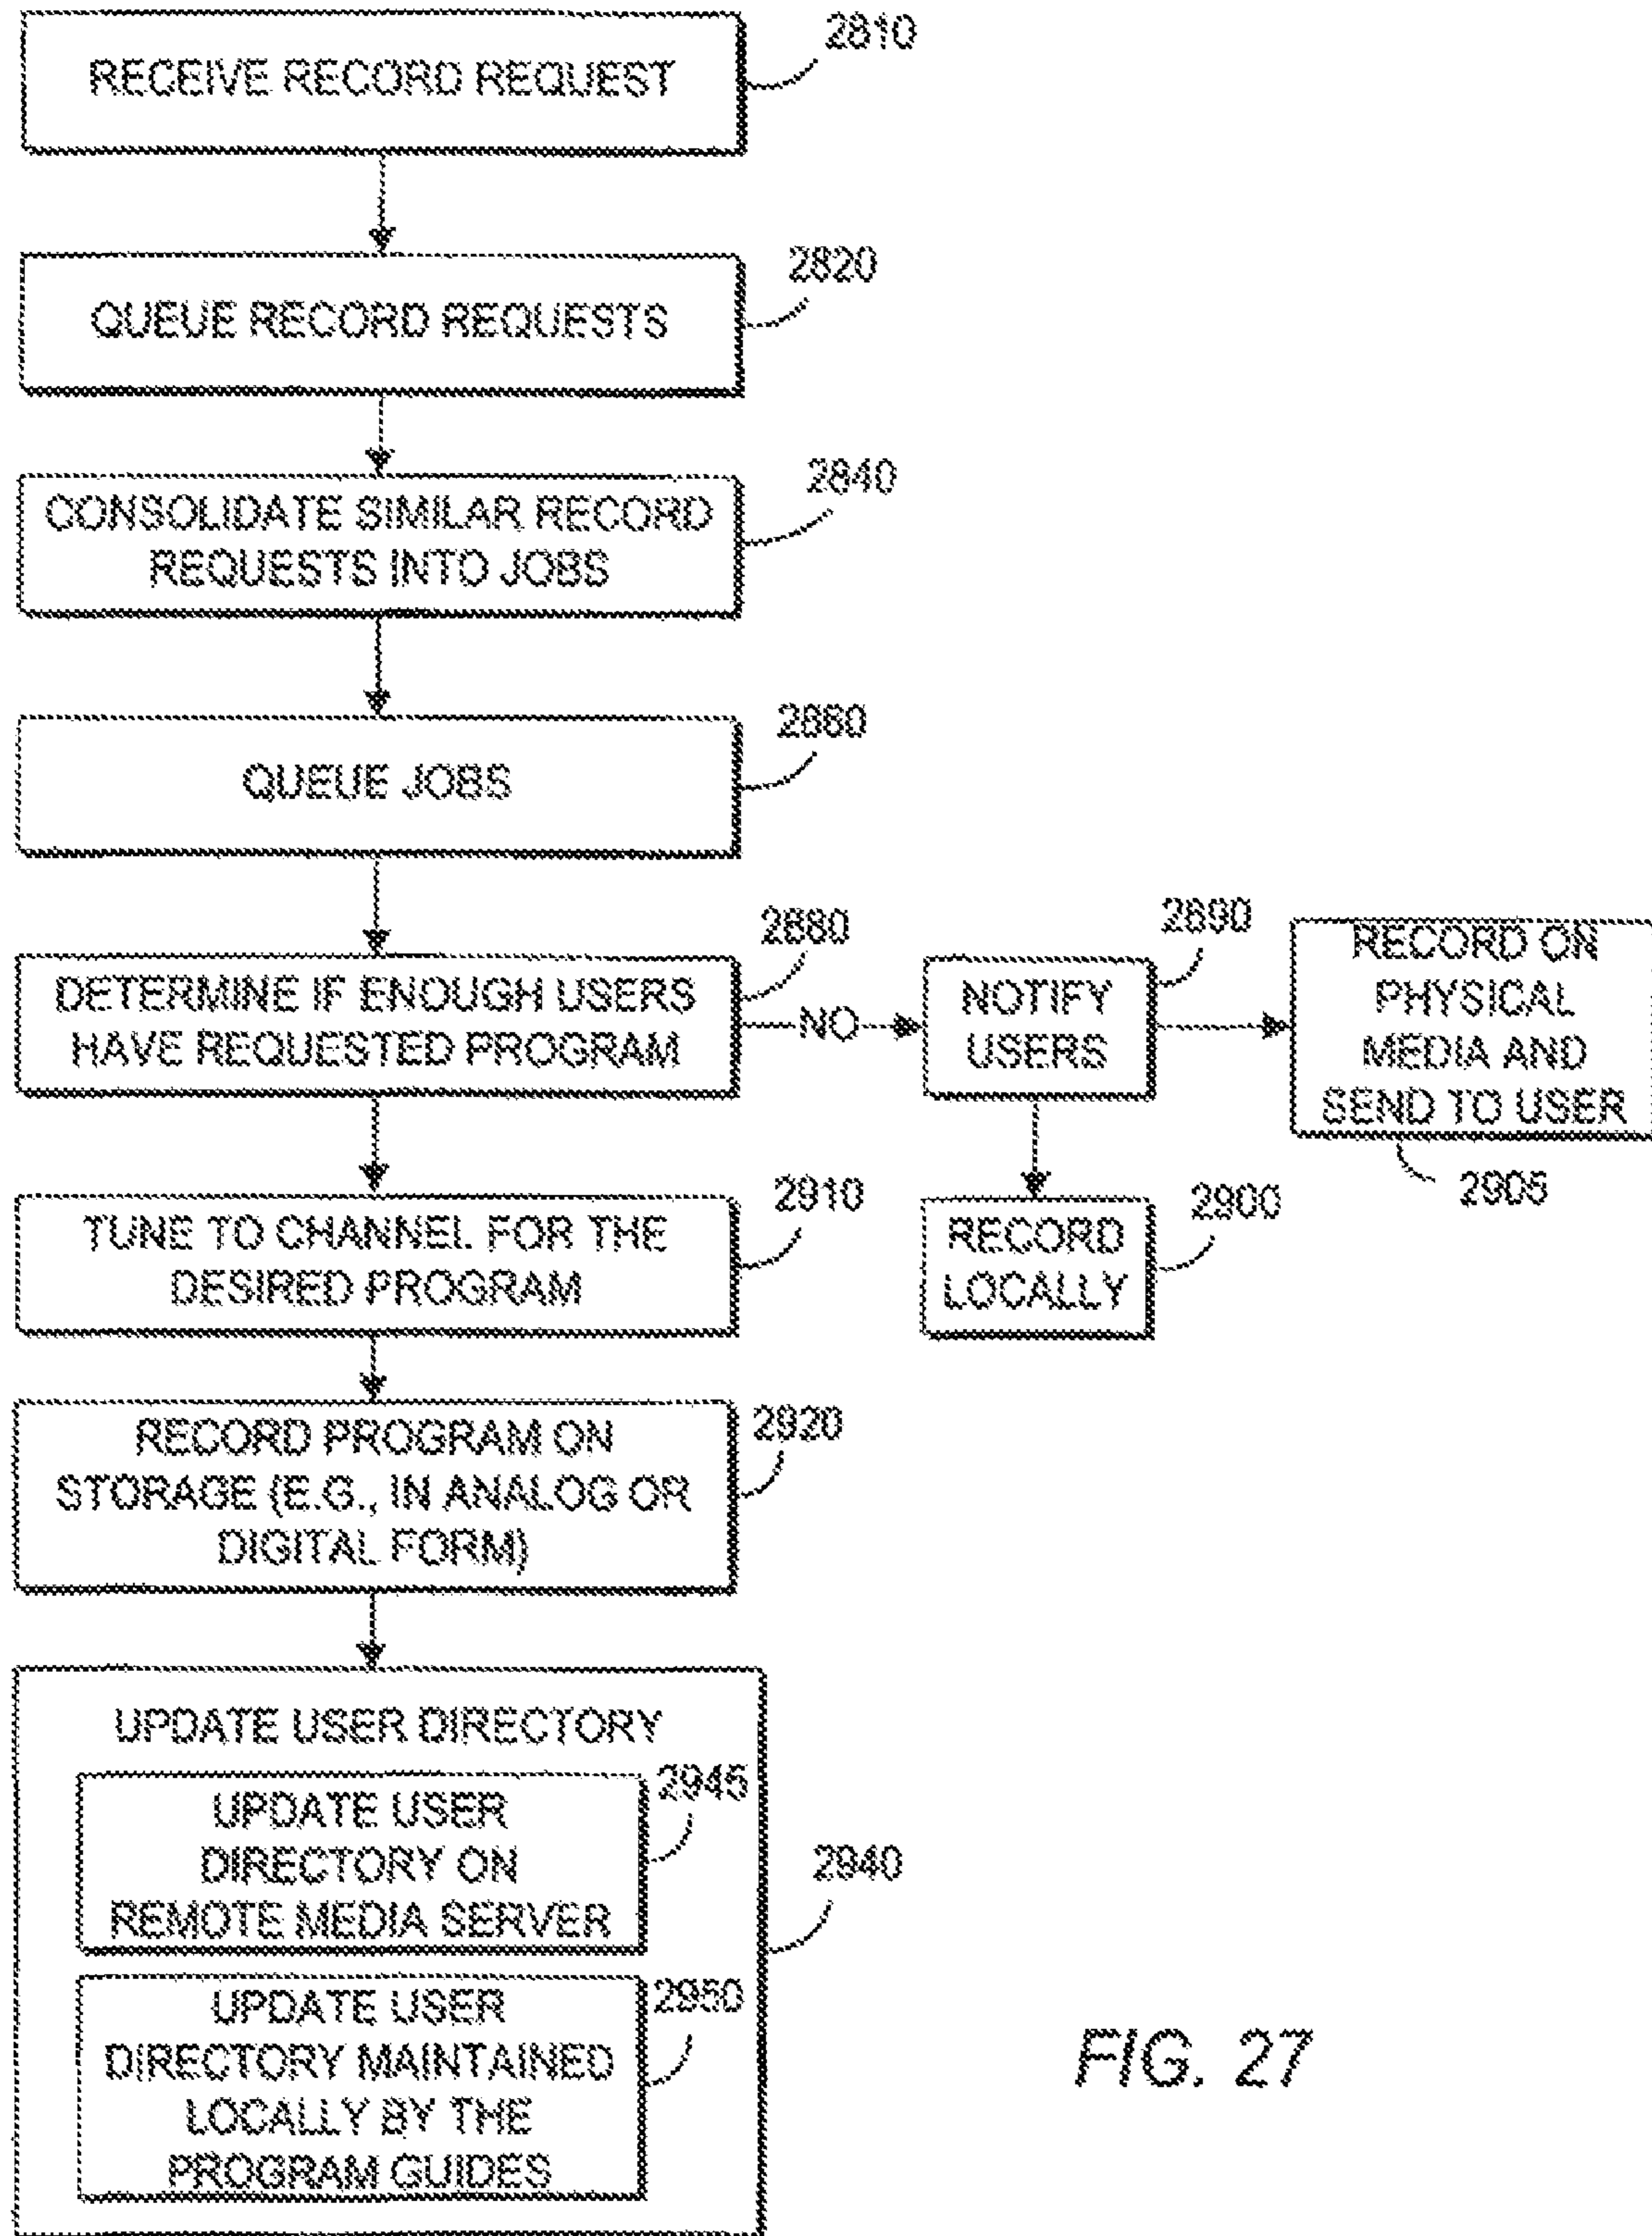 RECEIVE RECORD REQUEST
2810
QUEUE RECORD REQUESTS
2820
CONSOLIDATE SIMILAR RECORD
REQUESTS INTO JOBS
2840
QUEUE JOBS
2860
DETERMINE IF ENOUGH USERS
HAVE REQUESTED PROGRAM
2880
NO
NOTIFY
USERS
2890
RECORD ON
PHYSICAL
MEDIA AND
SEND TO USER
2905
RECORD
LOCALLY
2900
TUNE TO CHANNEL FOR THE
DESIRED PROGRAM
2910
RECORD PROGRAM ON
STORAGE (E.G., IN ANALOG OR
DIGITAL FORM)
2920
UPDATE USER DIRECTORY
2940
UPDATE USER
DIRECTORY ON
REMOTE MEDIA SERVER
2945
UPDATE USER
DIRECTORY MAINTAINED
LOCALLY BY THE
PROGRAM GUIDES
2950
FIG. 27